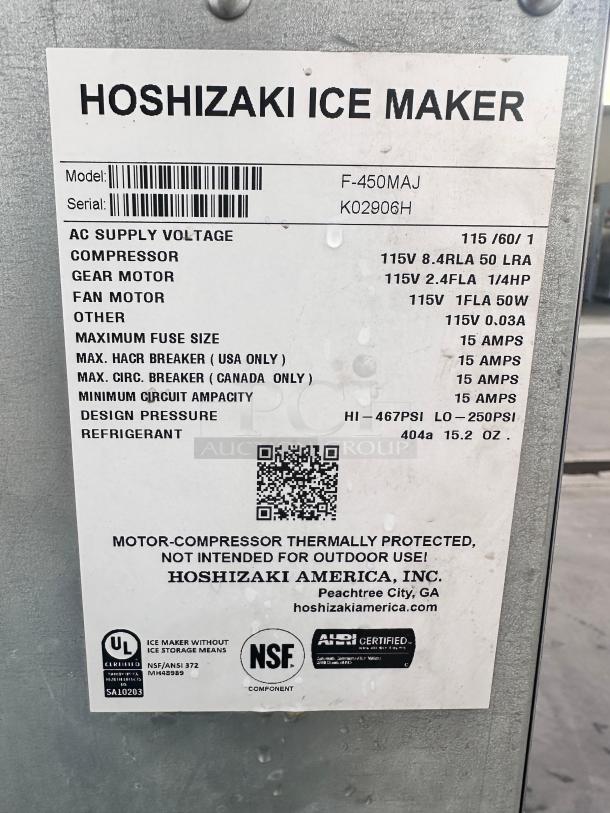 HOSHIZAKI ICE MAKER
Model: F-450MAJ
Serial: K02906H
AC SUPPLY VOLTAGE 115 /60/ 1
COMPRESSOR 115V 8.4RLA 50 LRA
GEAR MOTOR 115V 2.4FLA 1/4HP
FAN MOTOR 115V 1FLA 50W
OTHER 115V 0.03A
MAXIMUM FUSE SIZE 15 AMPS
MAX. HACR BREAKER ( USA ONLY ) 15 AMPS
MAX. CIRC. BREAKER ( CANADA ONLY ) 15 AMPS
MINIMUM CIRCUIT AMPACITY 15 AMPS
DESIGN PRESSURE HI-467PSI LO-250PSI
REFRIGERANT 404a 15.2 OZ .
AUCTION GROUP
MOTOR-COMPRESSOR THERMALLY PROTECTED,
NOT INTENDED FOR OUTDOOR USE!
HOSHIZAKI AMERICA, INC.
Peachtree City, GA
hoshizakiamerica.com
UL
CERTIFIED
SA10203
ICE MAKER WITHOUT
ICE STORAGE MEANS
NSF/ANSI 372
MH48989
NSF.
COMPONENT
AHRI CERTIFIED